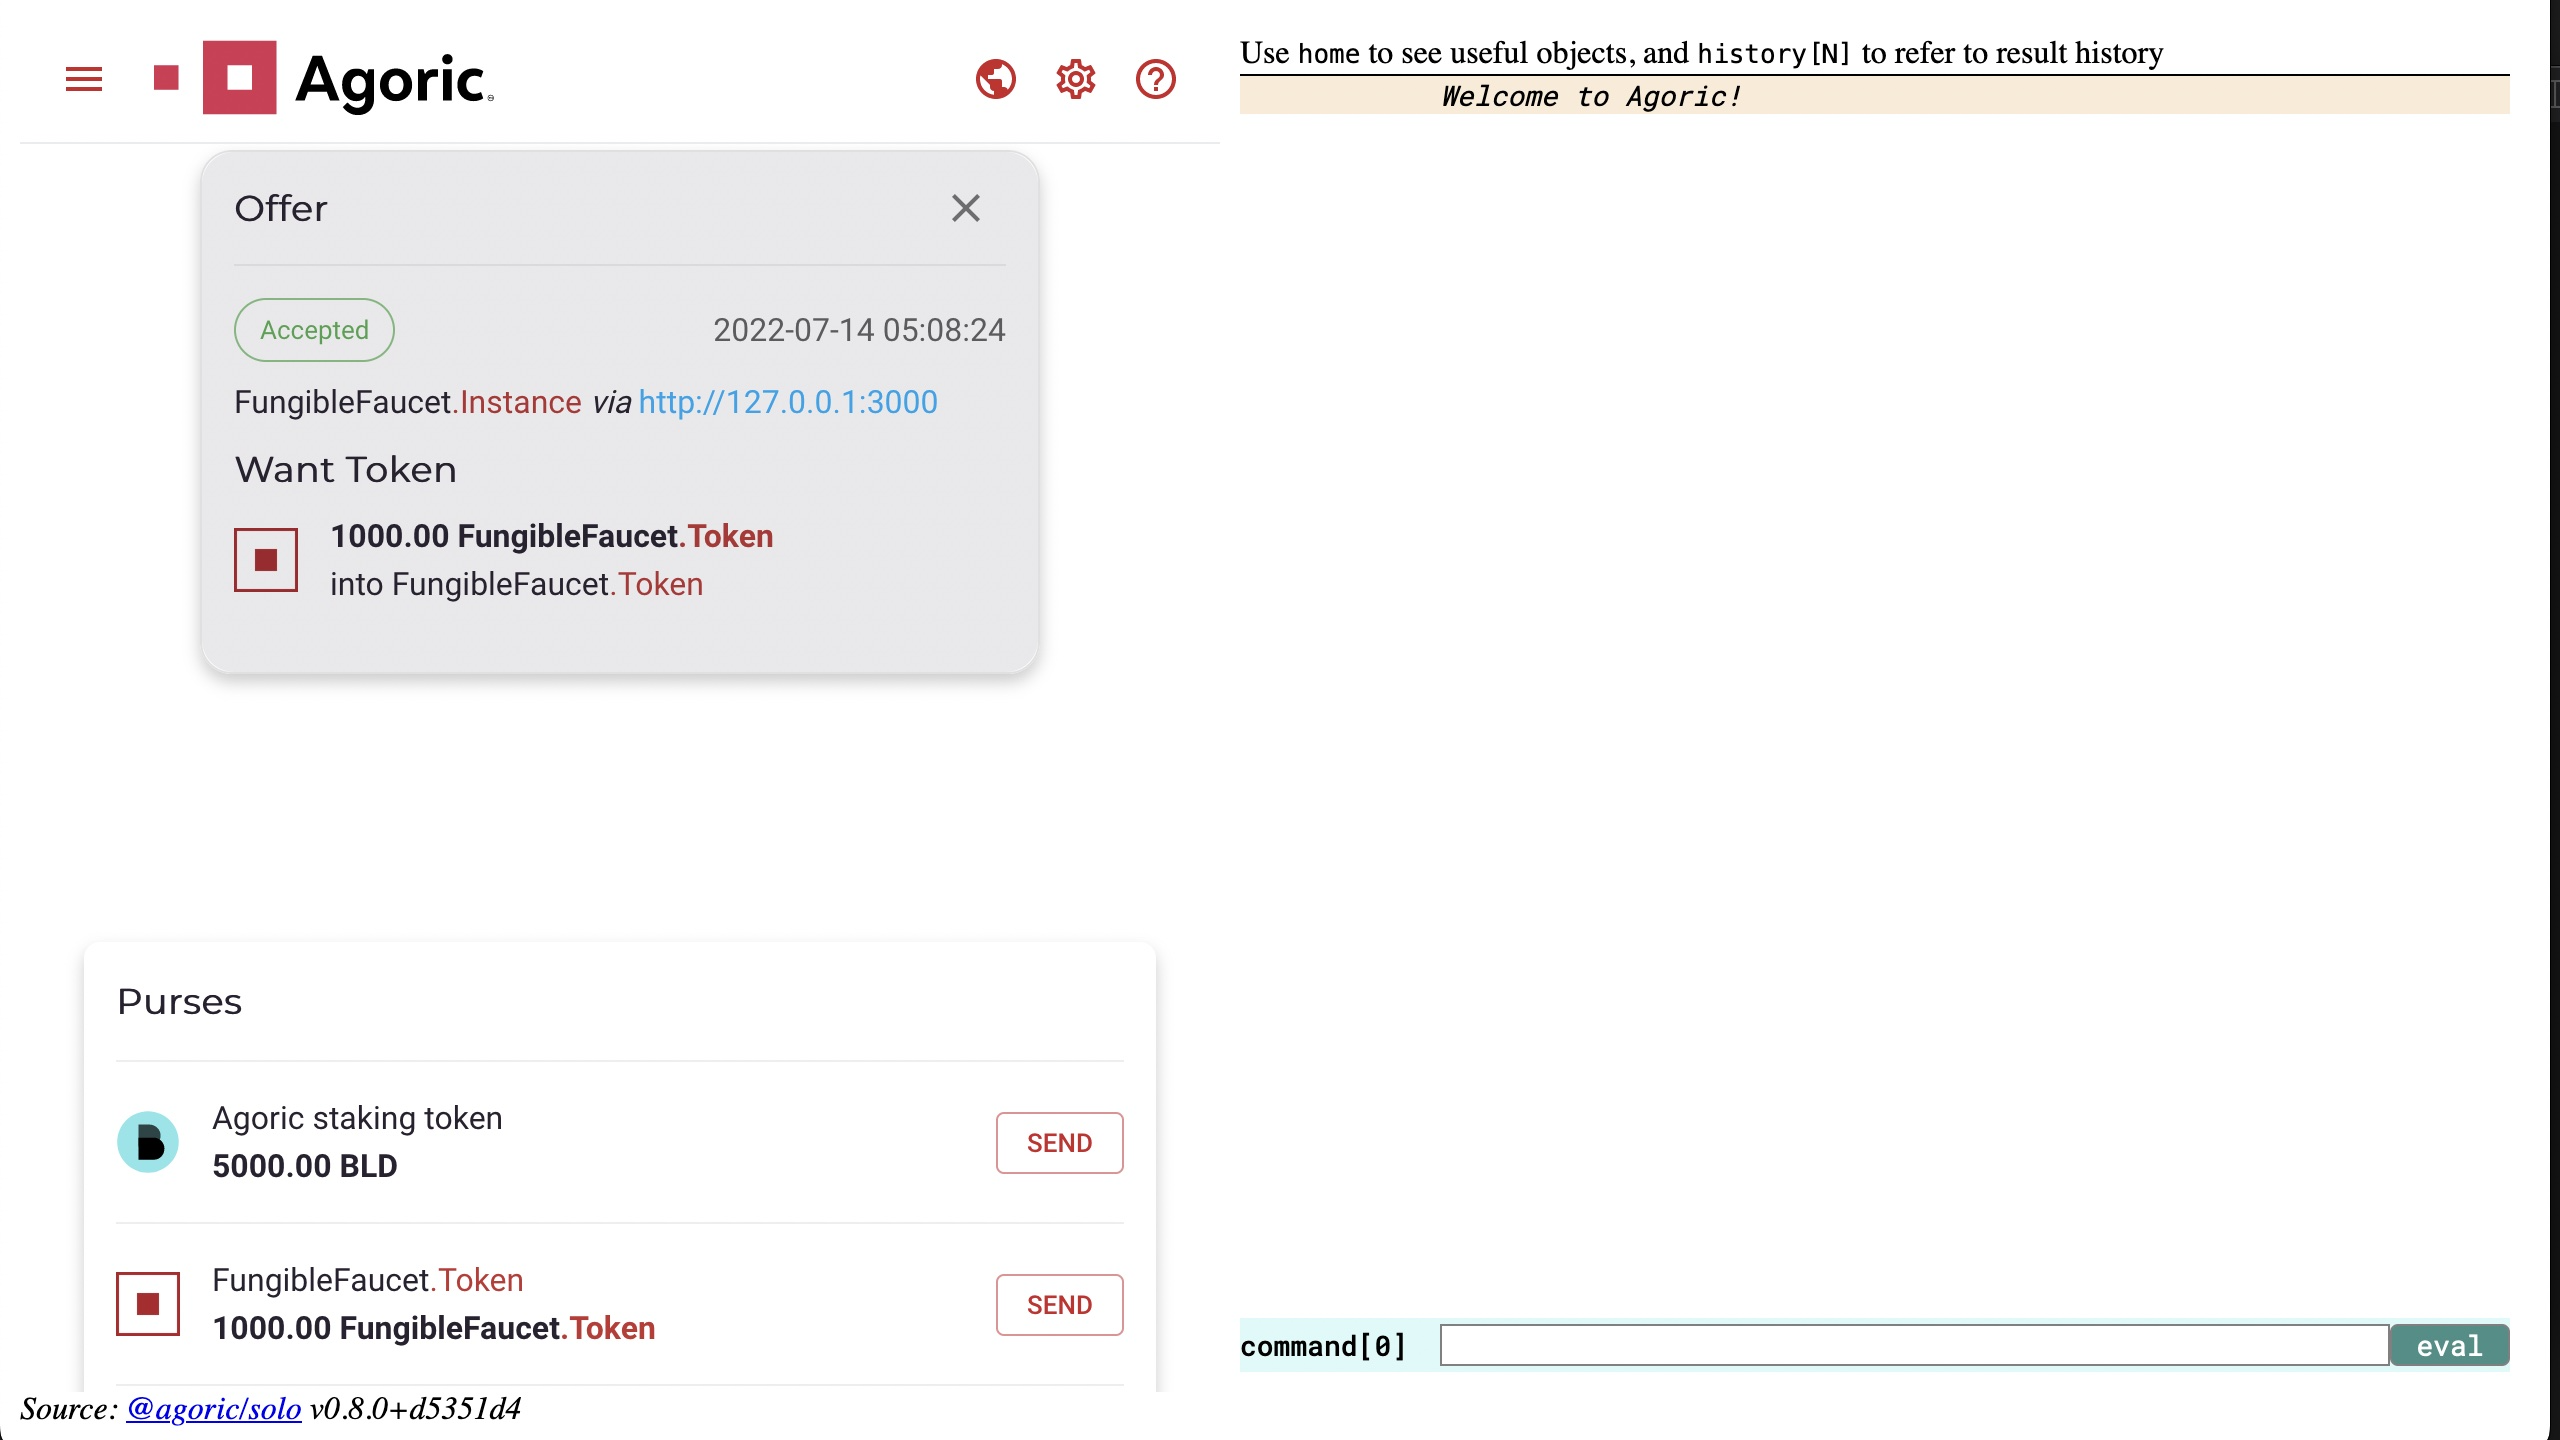 Agoric
Offer
Accepted
2022-07-14 05:08:24
FungibleFaucet.Instance via http://127.0.0.1:3000
Want Token
1000.00 FungibleFaucet.Token
into FungibleFaucet.Token
Purses
Agoric staking token
5000.00 BLD
SEND
FungibleFaucet.Token
1000.00 FungibleFaucet.Token
SEND
Source: @agoric/solo v0.8.0+d5351d4
Use home to see useful objects, and history[N] to refer to result history
Welcome to Agoric!
command[0]
eval